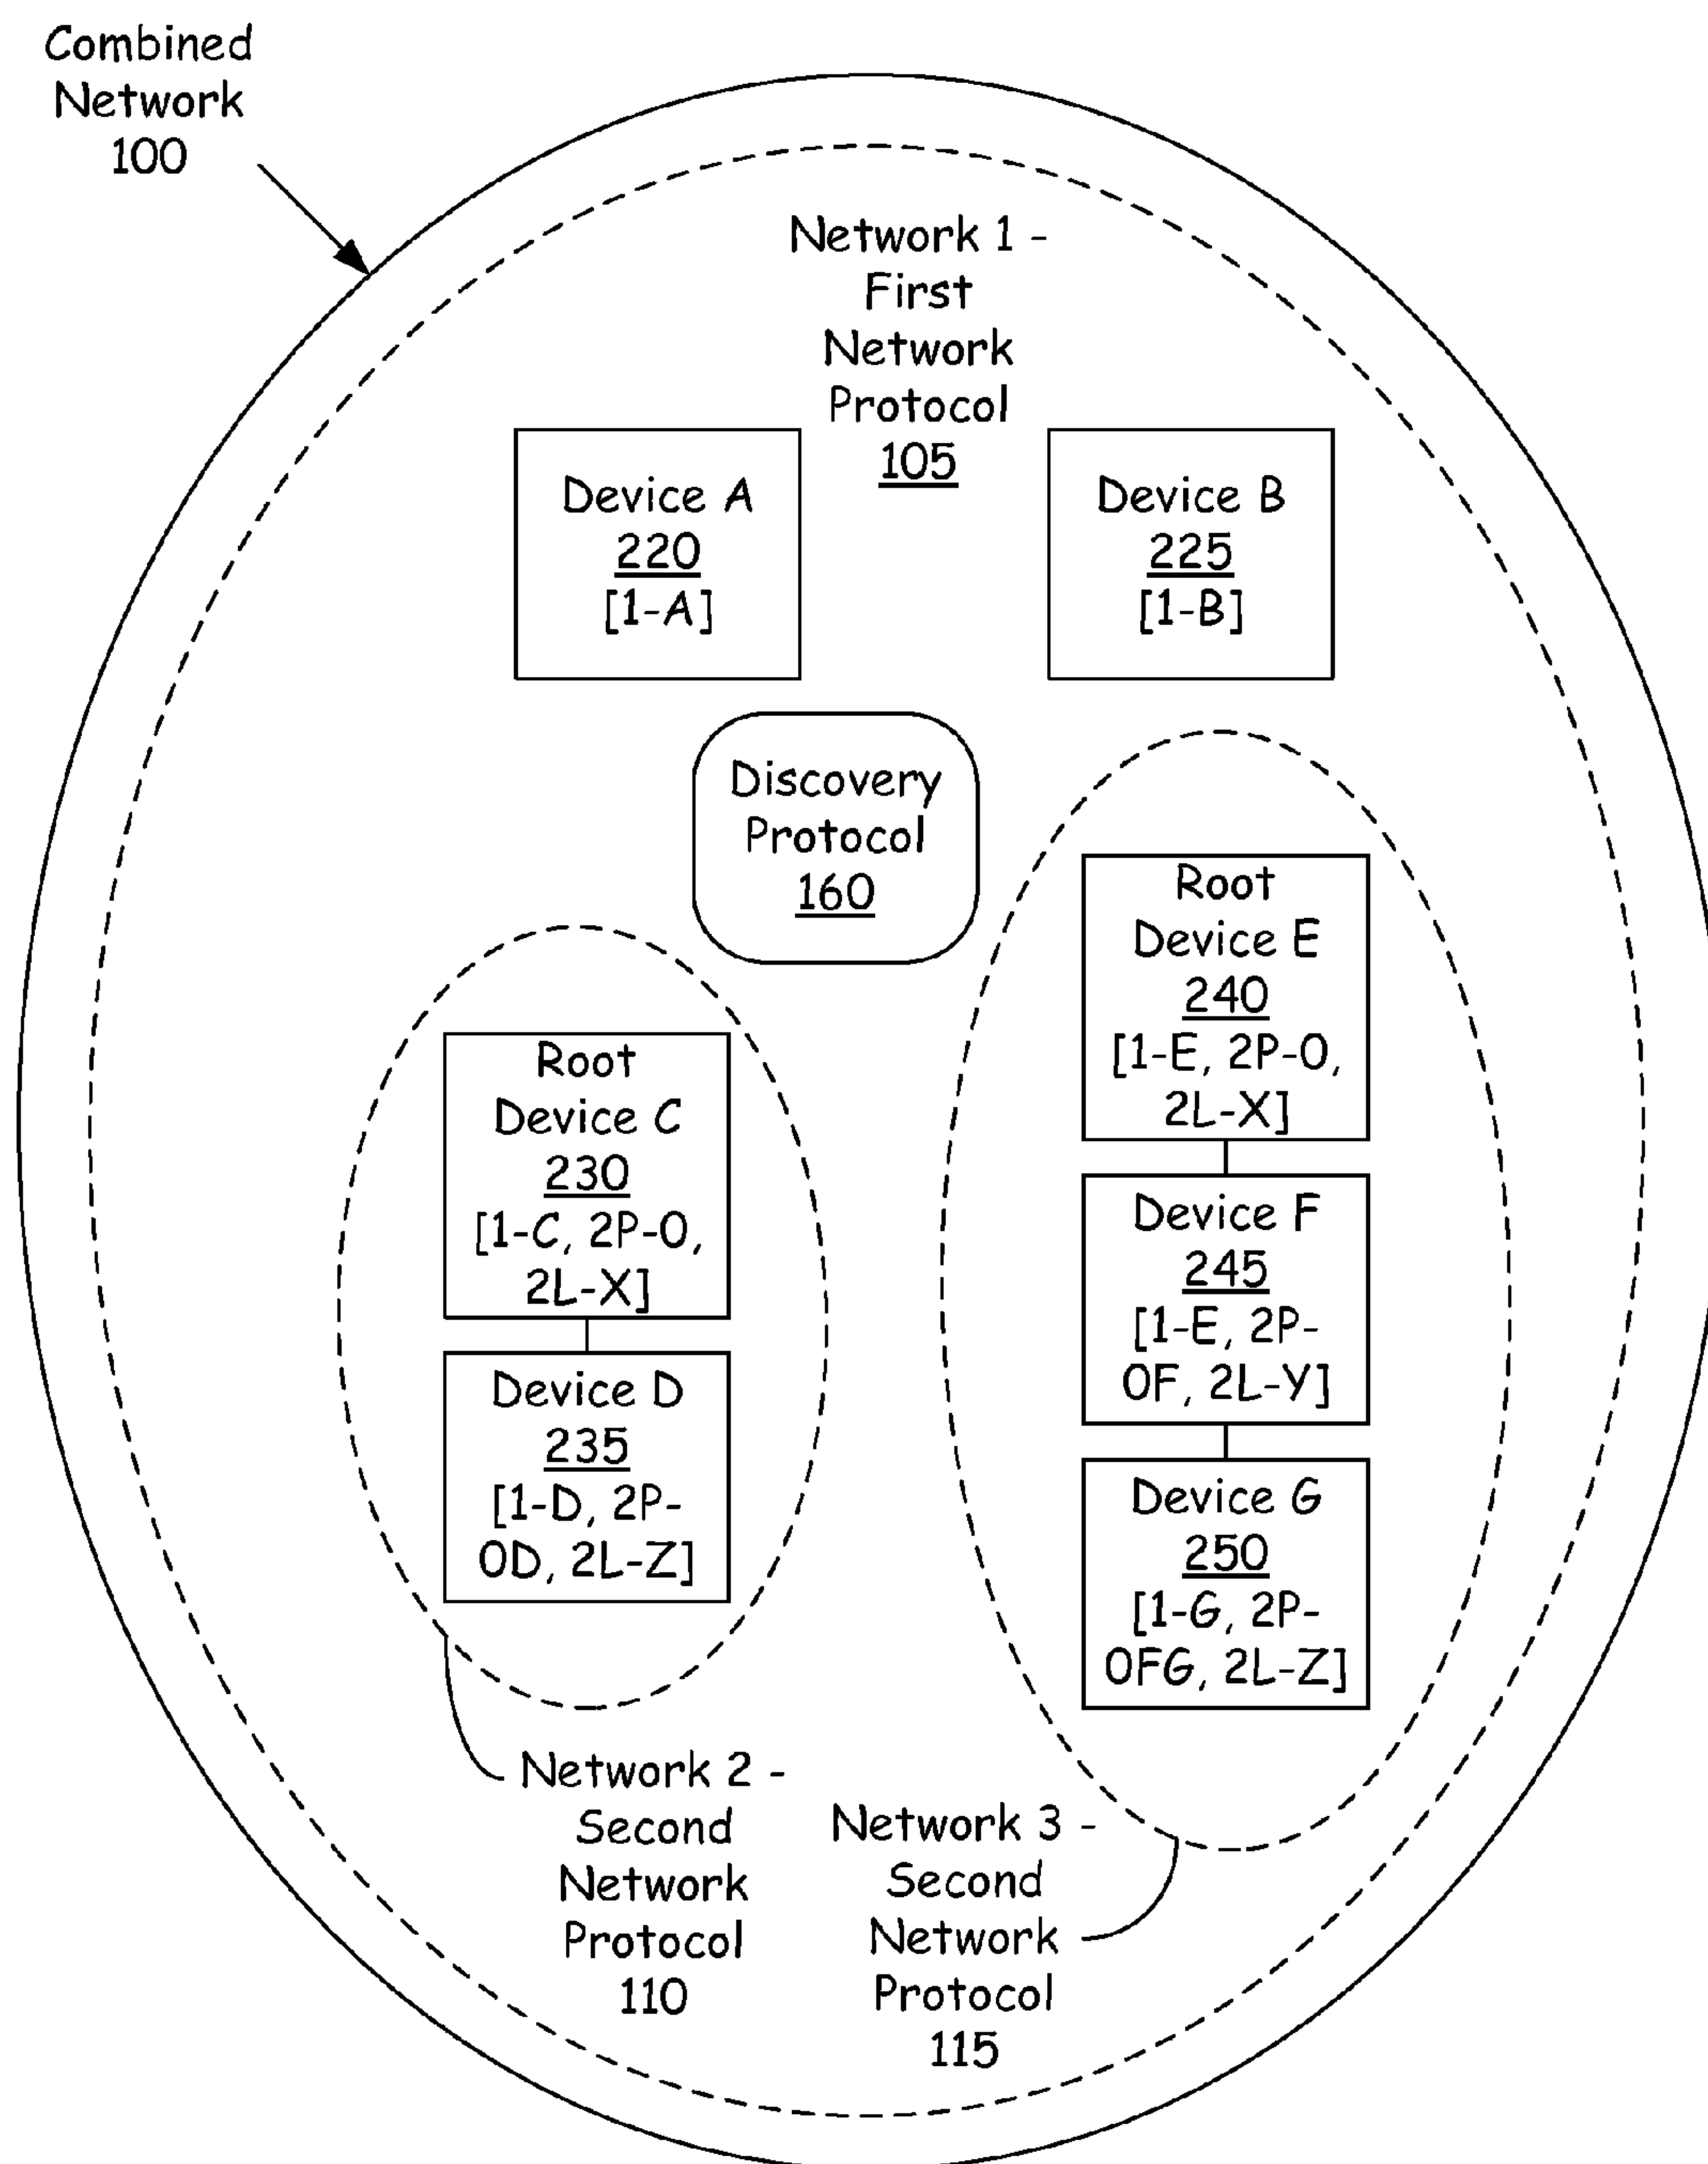 Combined
Network
100
Network 1 -
First
Network
Protocol
105
Device A
220
[1-A]
Device B
225
[1-B]
Discovery
Protocol
160
Root
Device E
240
[1-E, 2P-0,
2L-X]
Root
Device C
230
[1-C, 2P-0,
2L-X]
Device F
245
[1-E, 2P-
0F, 2L-Y]
Device D
235
[1-D, 2P-
0D, 2L-Z]
Device G
250
[1-G, 2P-
0FG, 2L-Z]
Network 2 -
Second
Network
Protocol
110
Network 3 -
Second
Network
Protocol
115